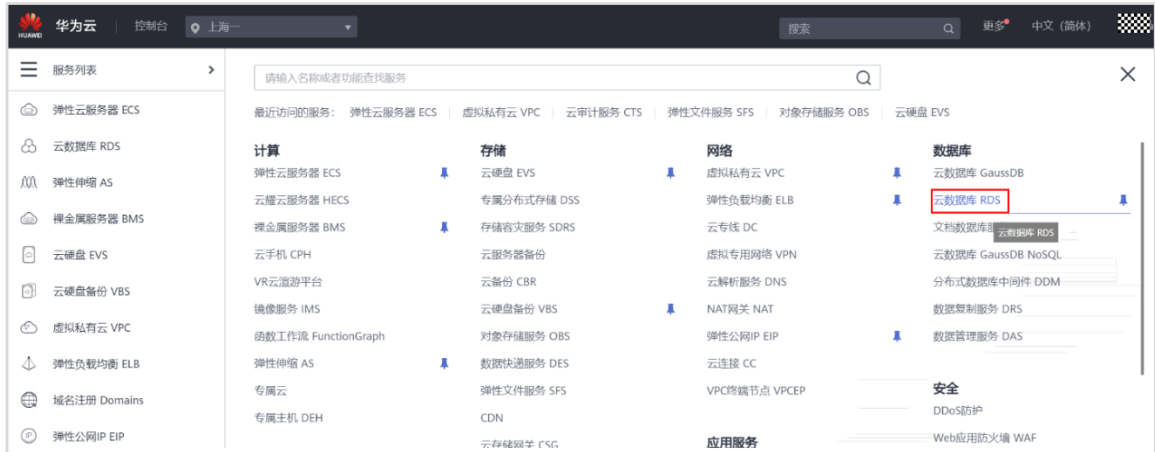 HUAWEI 华为云 控制台 上海一 搜索 更多 中文（简体）
服务列表
弹性云服务器 ECS
云数据库 RDS
弹性伸缩 AS
裸金属服务器 BMS
云硬盘 EVS
云硬盘备份 VBS
虚拟私有云 VPC
弹性负载均衡 ELB
域名注册 Domains
弹性公网IP EIP
请输入名称或者功能查找服务
最近访问的服务： 弹性云服务器 ECS 虚拟私有云 VPC 云审计服务 CTS 弹性文件服务 SFS 对象存储服务 OBS 云硬盘 EVS
计算
弹性云服务器 ECS
云耀云服务器 HECS
裸金属服务器 BMS
云手机 CPH
VR云渲游平台
镜像服务 IMS
函数工作流 FunctionGraph
弹性伸缩 AS
专属云
专属主机 DEH
存储
云硬盘 EVS
专属分布式存储 DSS
存储容灾服务 SDRS
云服务器备份
云备份 CBR
云硬盘备份 VBS
对象存储服务 OBS
数据快递服务 DES
弹性文件服务 SFS
CDN
云存储网关 CSG
网络
虚拟私有云 VPC
弹性负载均衡 ELB
云专线 DC
虚拟专用网络 VPN
云解析服务 DNS
NAT网关 NAT
弹性公网IP EIP
云连接 CC
VPC终端节点 VPCEP
应用服务
数据库
云数据库 GaussDB
云数据库 RDS
文档数据库
云数据库 RDS
云数据库 GaussDB NoSQL
分布式数据库中间件 DDM
数据复制服务 DRS
数据管理服务 DAS
安全
DDoS防护
Web应用防火墙 WAF